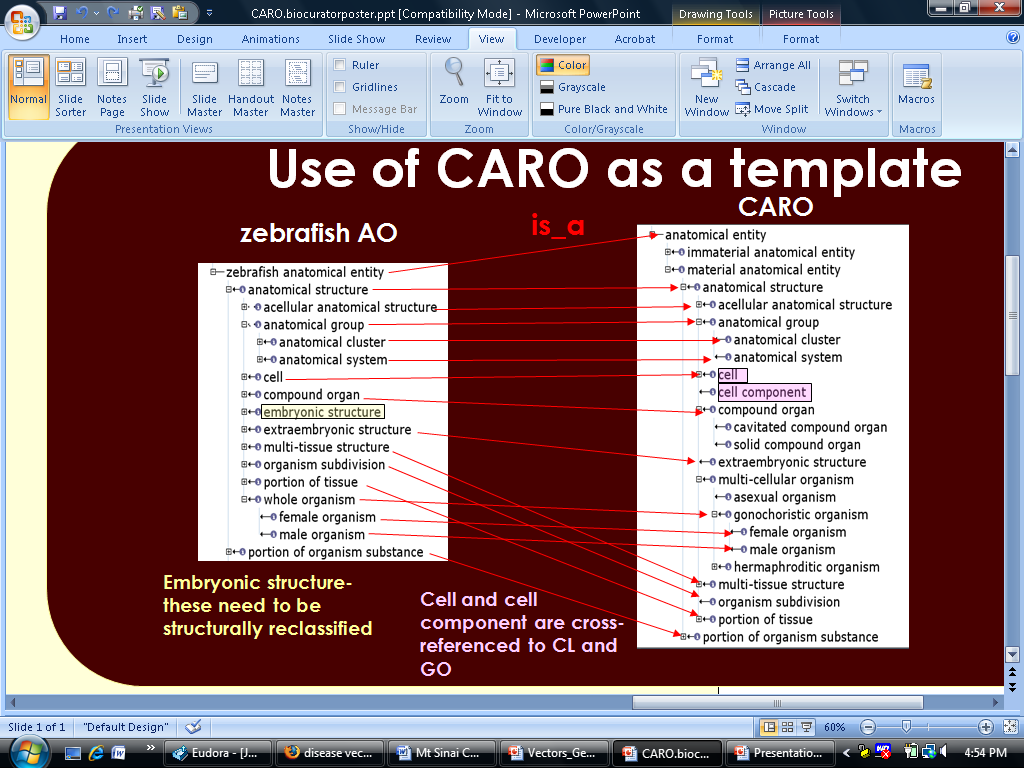 CARO.biocuratorposter.ppt [Compatibility Mode] - Microsoft PowerPoint
Drawing Tools
Picture Tools
Home Insert Design Animations Slide Show Review View Developer Acrobat Format Format
Normal
Slide Sorter
Notes Page
Slide Show
Slide Master
Handout Master
Notes Master
Presentation Views
Ruler
Gridlines
Message Bar
Show/Hide
Zoom
Fit to Window
Zoom
Color
Grayscale
Pure Black and White
Color/Grayscale
New Window
Arrange All
Cascade
Move Split
Window
Switch Windows
Macros
Macros
Use of CARO as a template
zebrafish AO
is_a
CARO
zebrafish anatomical entity
anatomical structure
acellular anatomical structure
anatomical group
anatomical cluster
anatomical system
cell
compound organ
embryonic structure
extraembryonic structure
multi-tissue structure
organism subdivision
portion of tissue
whole organism
female organism
male organism
portion of organism substance
anatomical entity
immaterial anatomical entity
material anatomical entity
anatomical structure
acellular anatomical structure
anatomical group
anatomical cluster
anatomical system
cell
cell component
compound organ
cavitated compound organ
solid compound organ
extraembryonic structure
multi-cellular organism
asexual organism
gonochoristic organism
female organism
male organism
hermaphroditic organism
multi-tissue structure
organism subdivision
portion of tissue
portion of organism substance
Embryonic structure-
these need to be
structurally reclassified
Cell and cell
component are cross-
referenced to CL and
GO
Slide 1 of 1
"Default Design"
60%
Eudora - [J...
disease vec...
Mt Sinai C...
Vectors_Ge...
CARO.bioc...
Presentatio...
4:54 PM